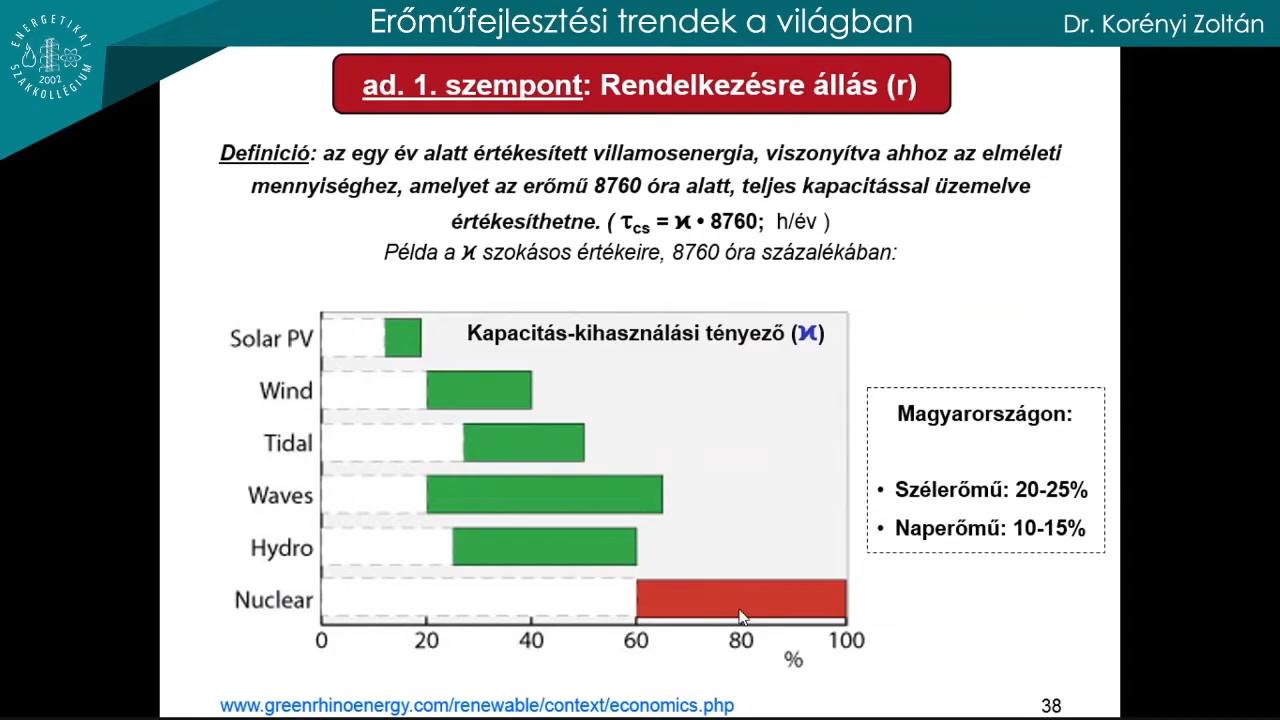 ENERGETIKAI
SZAKKOLLÉGIUM
2002
Erőműfejlesztési trendek a világban
Dr. Korényi Zoltán
ad. 1. szempont: Rendelkezésre állás (r)
Definició: az egy év alatt értékesített villamosenergia, viszonyítva ahhoz az elméleti
mennyiséghez, amelyet az erőmű 8760 óra alatt, teljes kapacitással üzemelve
értékesíthetne. ( τcs = ϰ • 8760; h/év )
Példa a ϰ szokásos értékeire, 8760 óra százalékában:
Kapacitás-kihasználási tényező (ϰ)
Solar PV
Wind
Tidal
Waves
Hydro
Nuclear
0 20 40 60 80 100
%
Magyarországon:
• Szélerőmű: 20-25%
• Naperőmű: 10-15%
www.greenrhinoenergy.com/renewable/context/economics.php
38